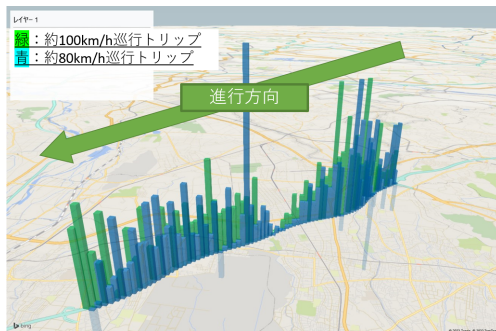 レイヤー 1
緑：約100km/h巡行トリップ
青：約80km/h巡行トリップ
進行方向
bing